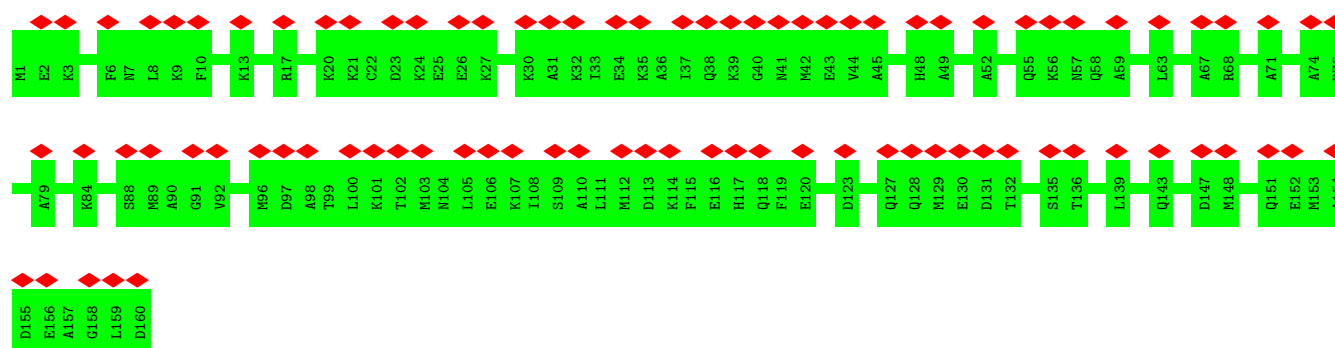 M1 E2 K3 F6 N7 L8 K9 F10 K13 R17 K20 K21 C22 D23 K24 E25 E26 K27 K30 A31 K32 I33 E34 K35 A36 I37 Q38 K39 G40 N41 M42 E43 V44 A45 H48 A49 A52 Q55 K56 N57 Q58 A59 L63 A67 R68 A71 A74
A79 K84 S88 M89 A90 G91 V92 M96 D97 A98 T99 L100 K101 T102 M103 N104 L105 E106 K107 I108 S109 A110 L111 M112 D113 K114 F115 E116 H117 Q118 F119 E120 D123 Q127 Q128 M129 E130 D131 T132 S135 T136 L139 Q143 D147 M148 Q151 E152 M153
D155 E156 A157 G158 L159 D160